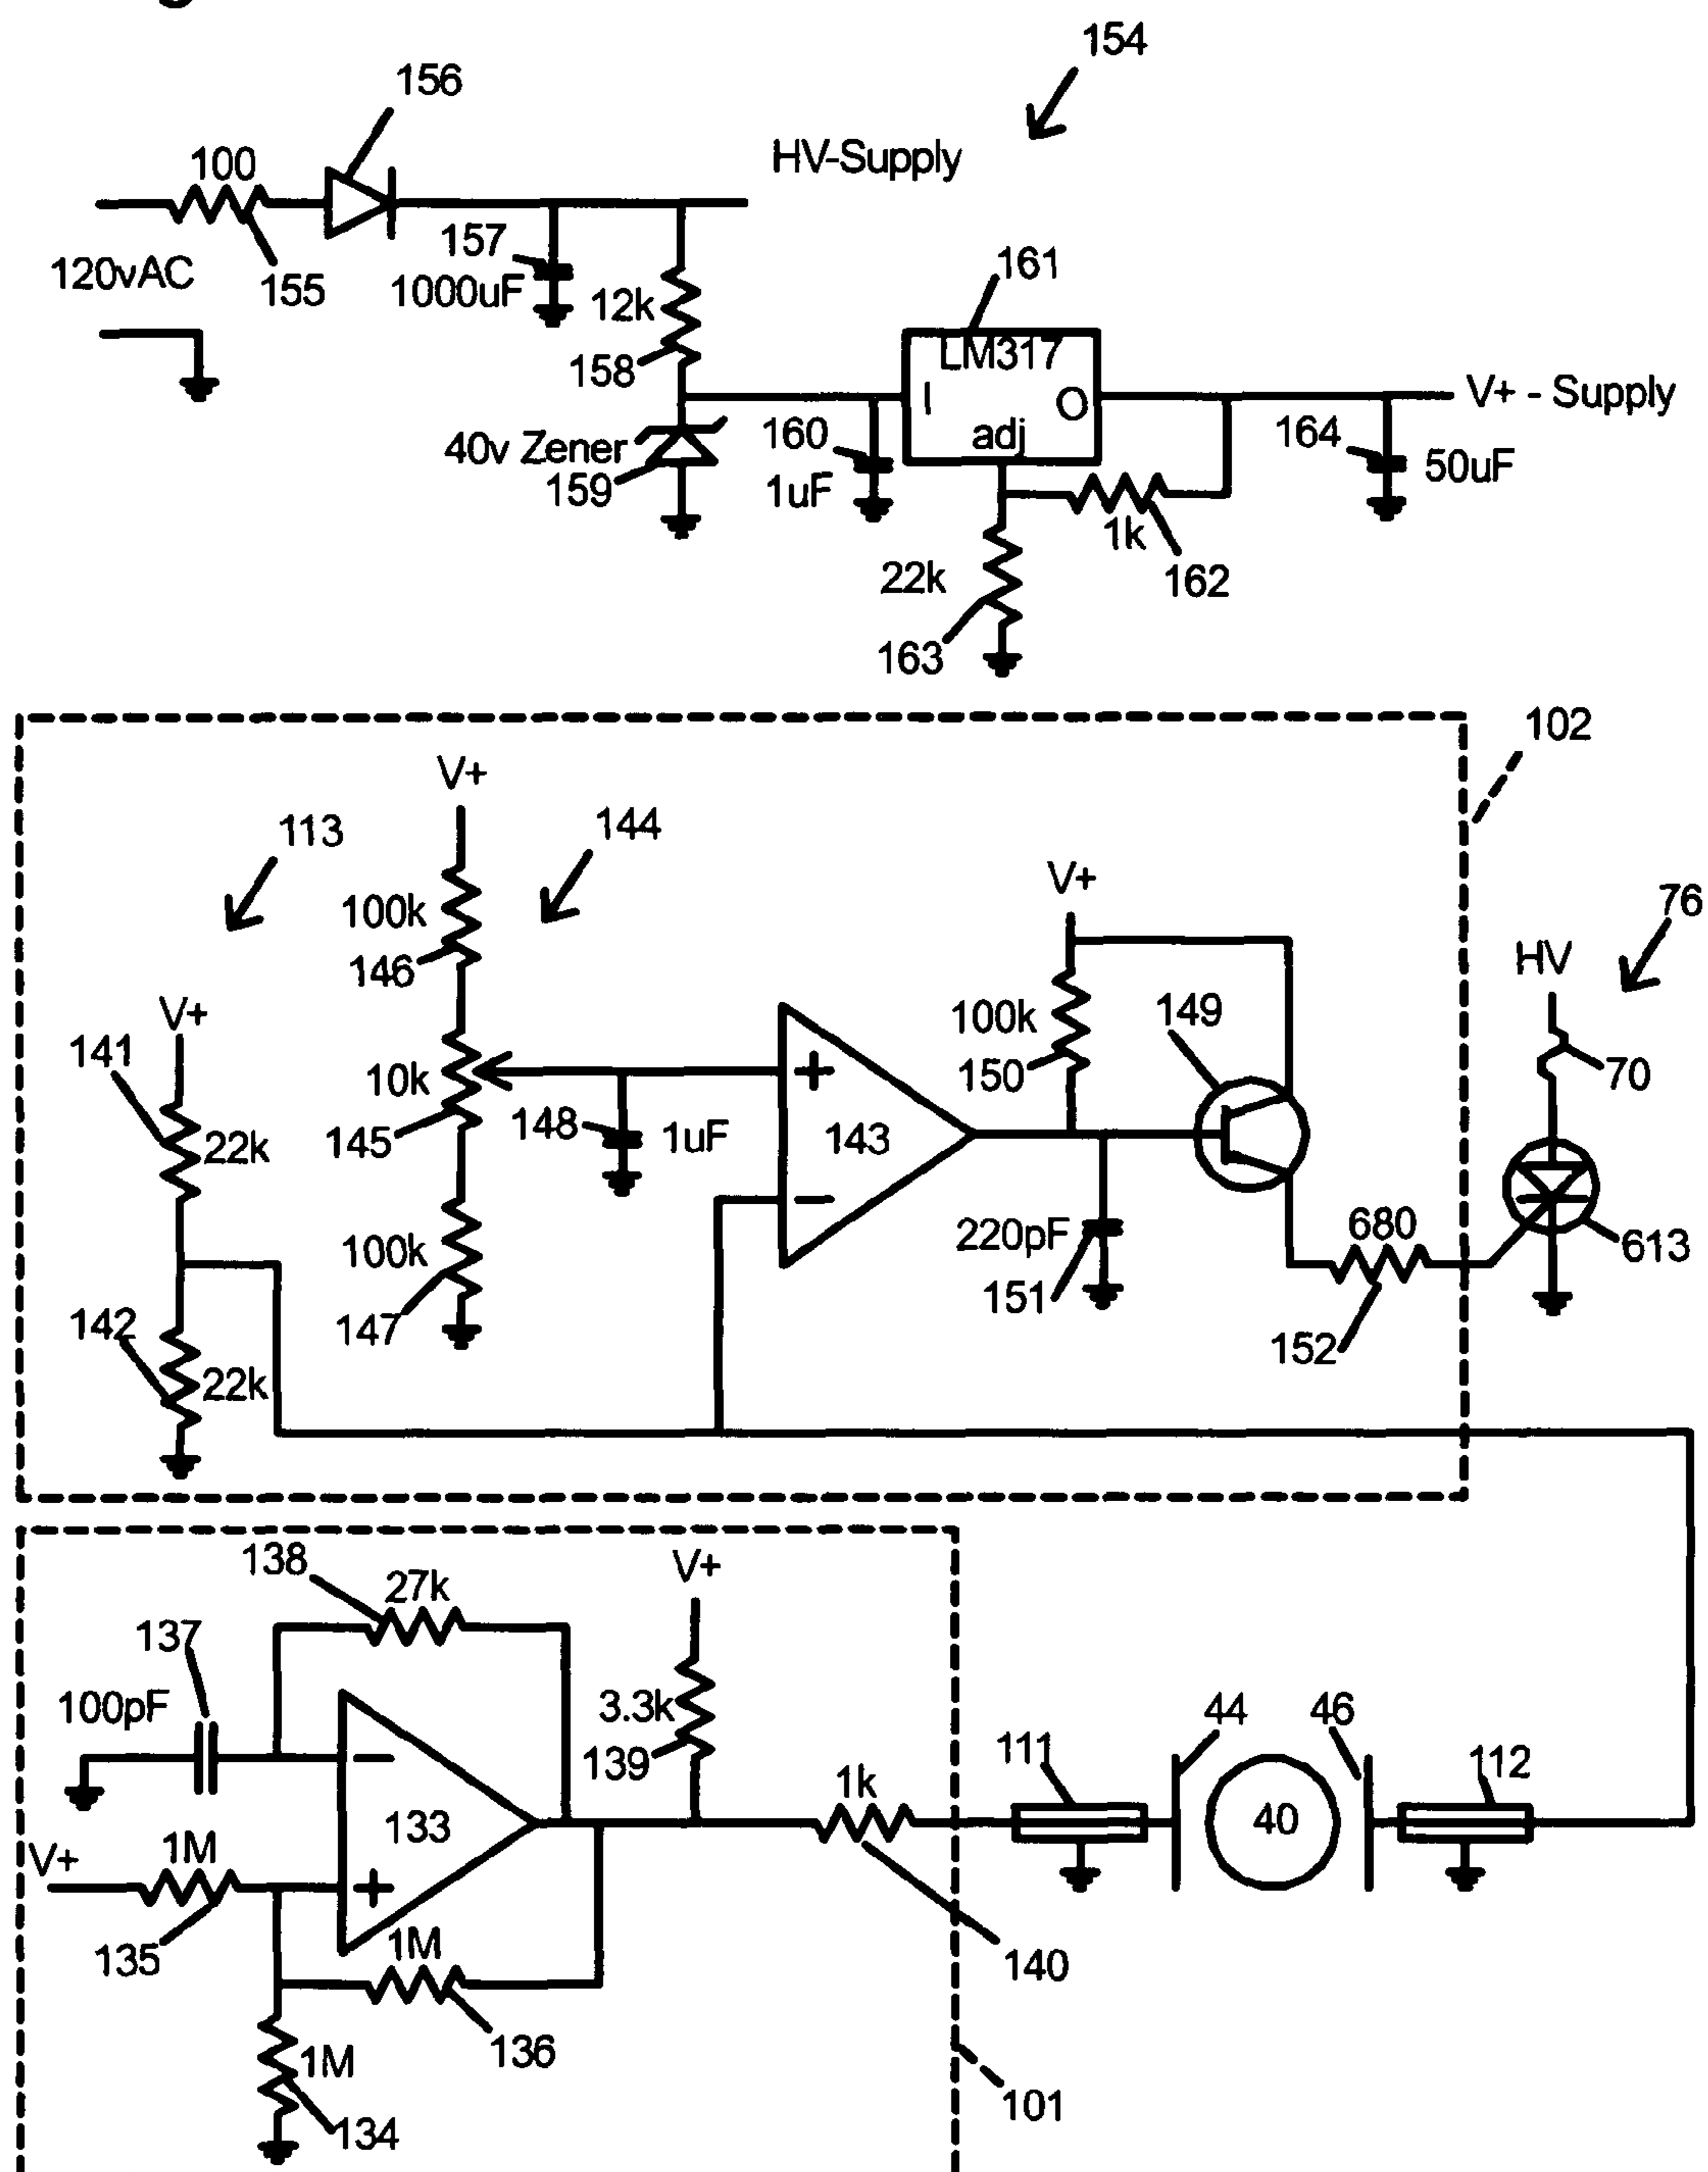 154
156
100
HV-Supply
157
1000uF
120vAC
155
12k
158
161
LM317
I
O
adj
V+ - Supply
40v Zener
159
160
1uF
164
50uF
1k
162
22k
163
102
V+
113
144
V+
76
100k
146
HV
149
100k
150
V+
141
10k
145
70
148
1uF
+
143
22k
−
100k
147
220pF
151
680
613
142
22k
152
138
27k
V+
137
100pF
3.3k
139
44
46
111
112
1k
−
133
40
V+
1M
+
135
1M
140
136
1M
101
134